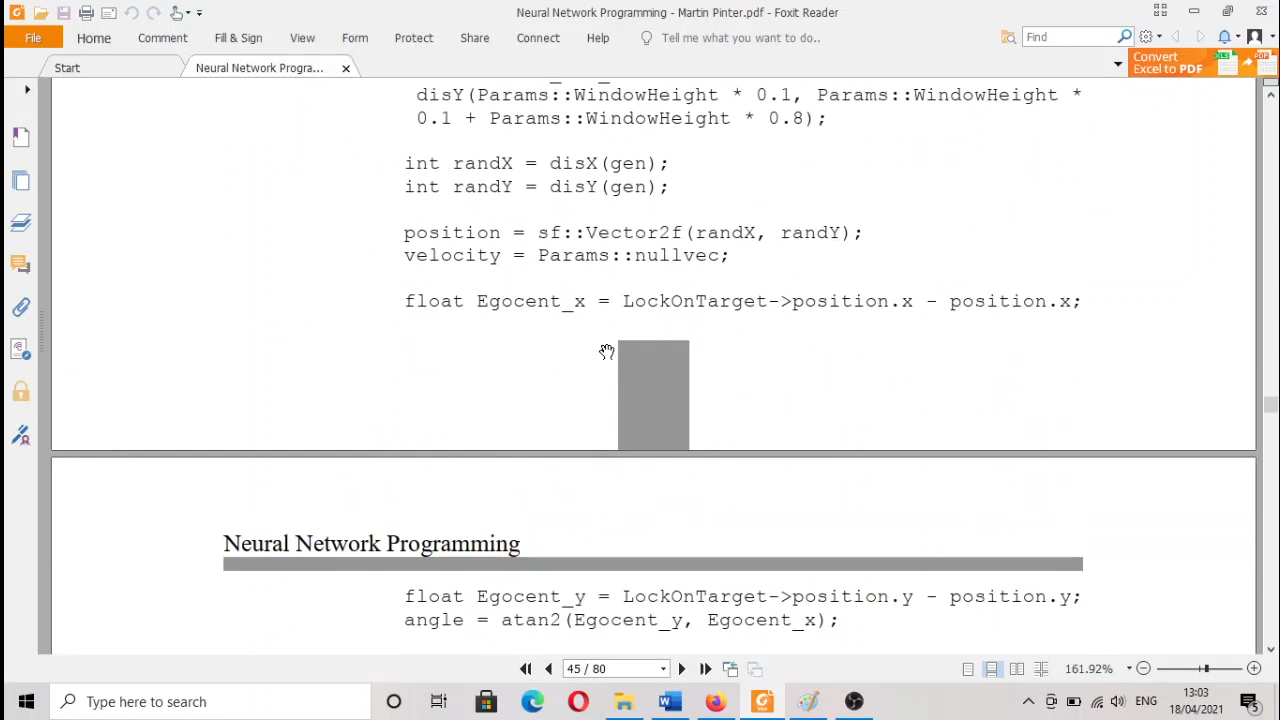 Neural Network Programming - Martin Pinter.pdf - Foxit Reader
File Home Comment Fill & Sign View Form Protect Share Connect Help Tell me what you want to do.. Find
Start Neural Network Progra... Convert Excel to PDF
disY(Params::WindowHeight * 0.1, Params::WindowHeight *
0.1 + Params::WindowHeight * 0.8);
int randX = disX(gen);
int randY = disY(gen);
position = sf::Vector2f(randX, randY);
velocity = Params::nullvec;
float Egocent_x = LockOnTarget->position.x - position.x;
Neural Network Programming
float Egocent_y = LockOnTarget->position.y - position.y;
angle = atan2(Egocent_y, Egocent_x);
45 / 80 161.92%
Type here to search ENG 13:03
18/04/2021 5